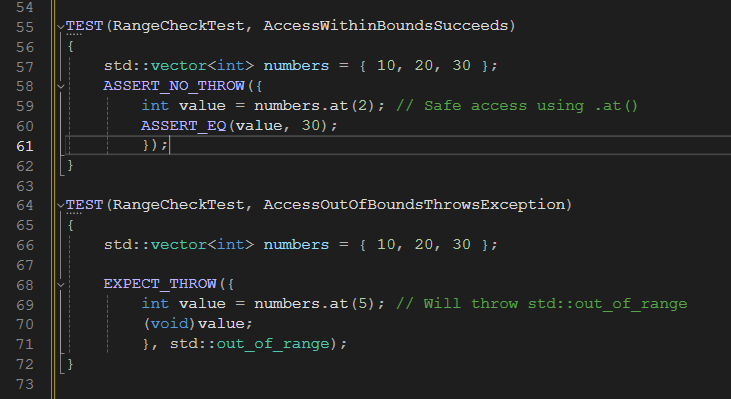 54
55 TEST(RangeCheckTest, AccessWithinBoundsSucceeds)
56 {
57     std::vector<int> numbers = { 10, 20, 30 };
58     ASSERT_NO_THROW({
59         int value = numbers.at(2); // Safe access using .at()
60         ASSERT_EQ(value, 30);
61         });
62 }
63
64 TEST(RangeCheckTest, AccessOutOfBoundsThrowsException)
65 {
66     std::vector<int> numbers = { 10, 20, 30 };
67
68     EXPECT_THROW({
69         int value = numbers.at(5); // Will throw std::out_of_range
70         (void)value;
71         }, std::out_of_range);
72 }
73